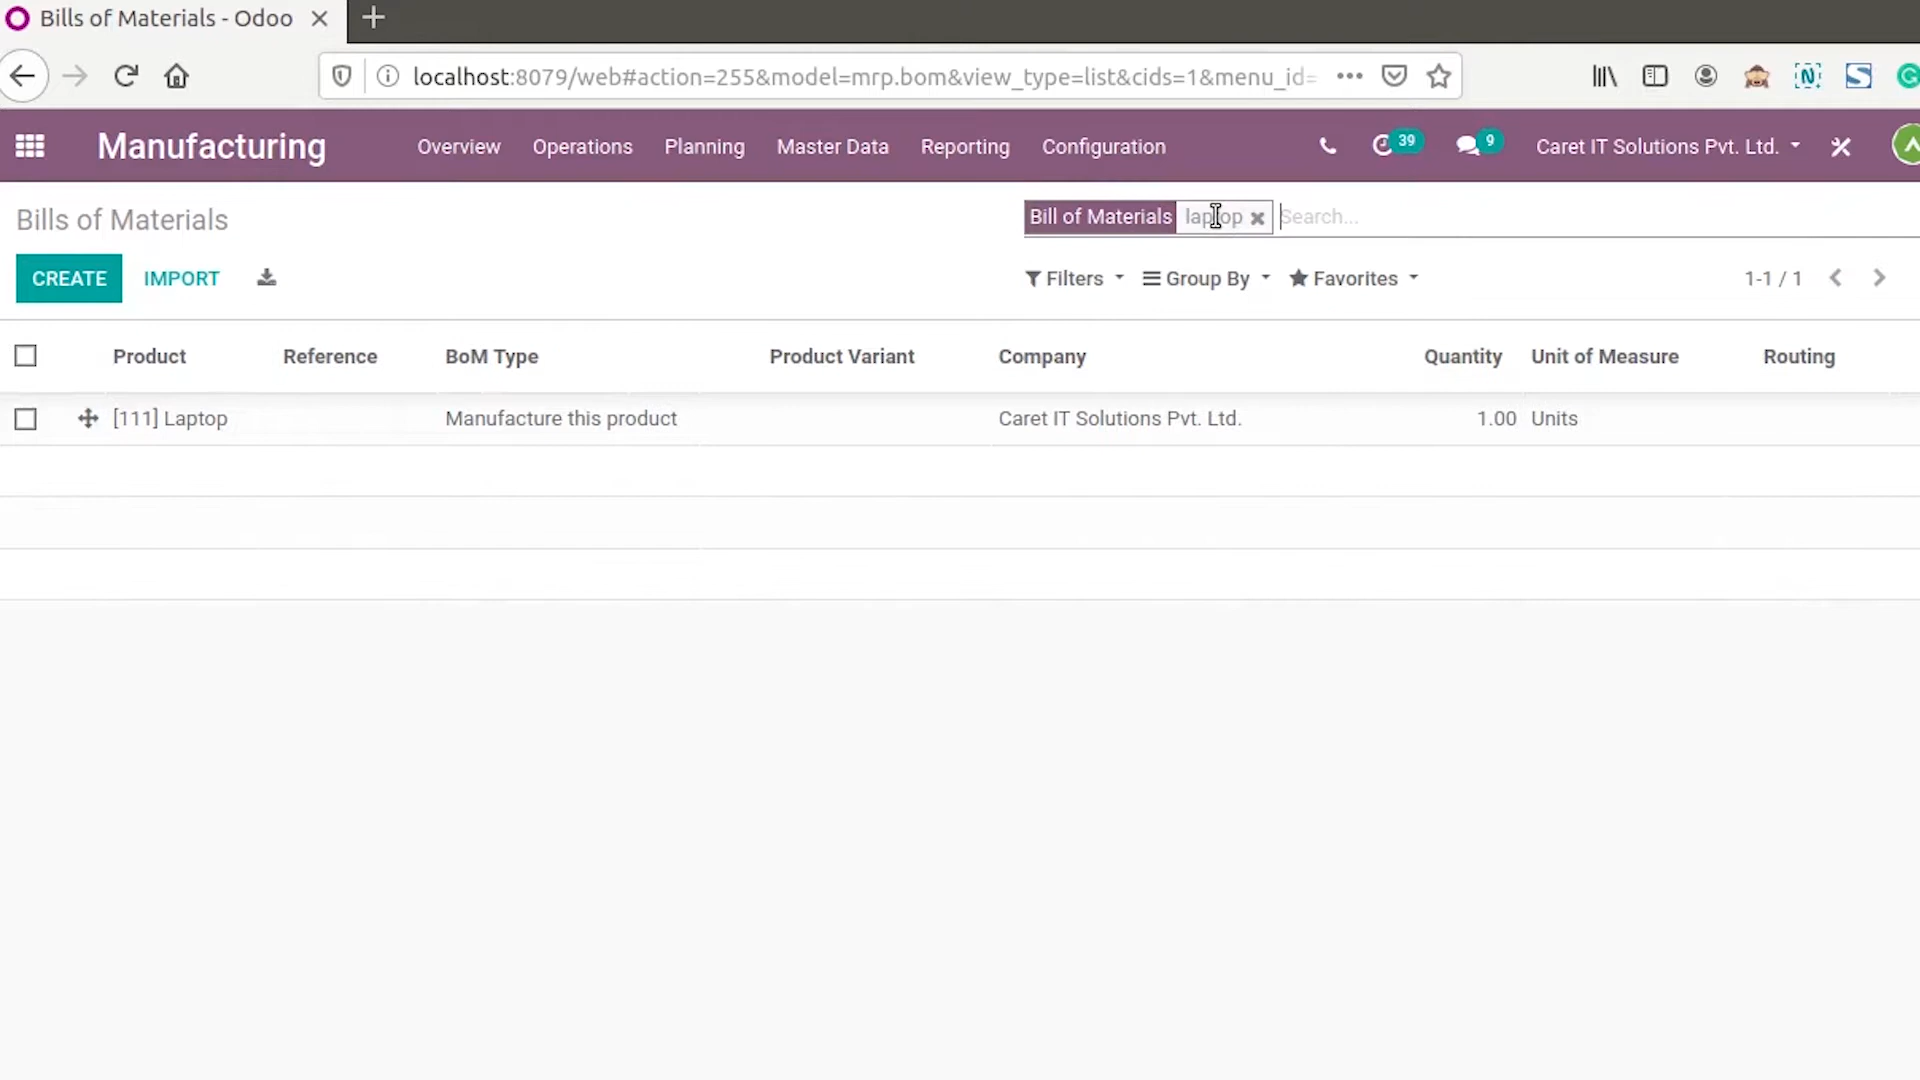 Bills of Materials - Odoo
localhost:8079/web#action=255&model=mrp.bom&view_type=list&cids=1&menu_id=
Manufacturing Overview Operations Planning Master Data Reporting Configuration 39 9 Caret IT Solutions Pvt. Ltd.
Bills of Materials Bill of Materials laptop Search...
CREATE IMPORT Filters Group By Favorites 1-1 / 1
Product Reference BoM Type Product Variant Company Quantity Unit of Measure Routing
[111] Laptop Manufacture this product Caret IT Solutions Pvt. Ltd. 1.00 Units